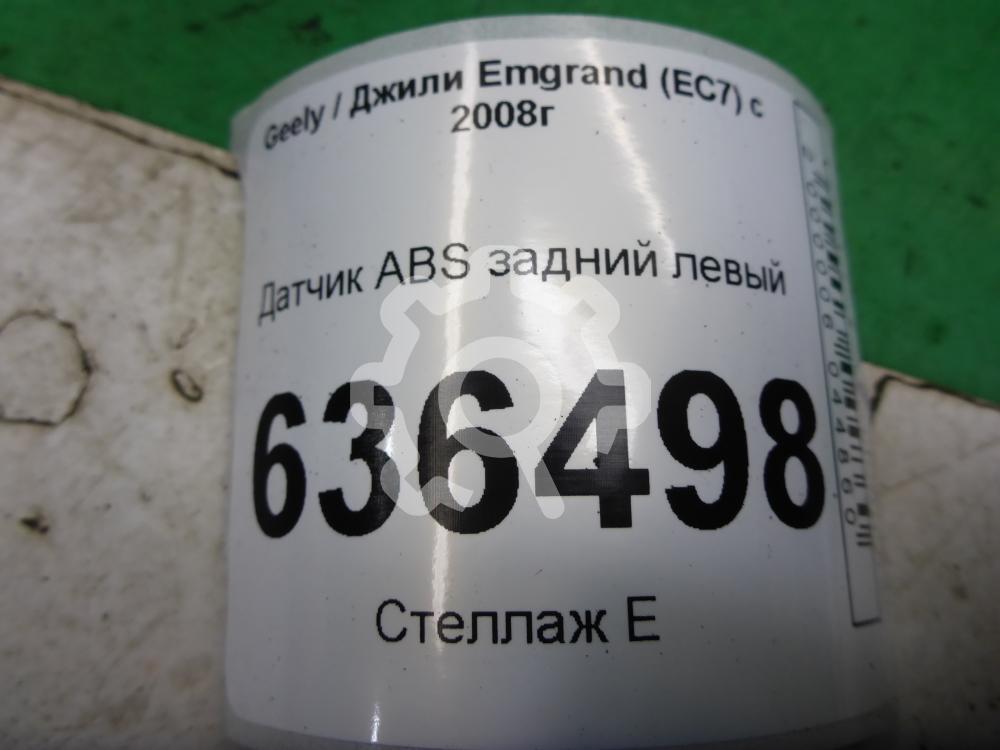 Geely / Джили Emgrand (EC7) с
2008г
Датчик ABS задний левый
636498
Стеллаж Е